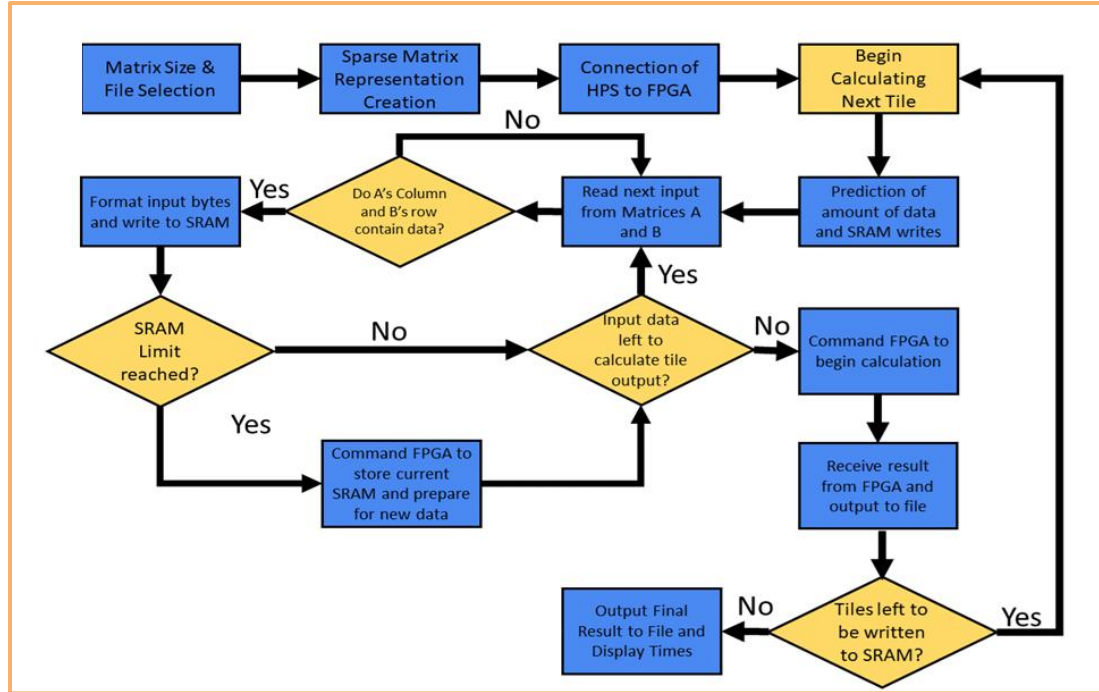 Matrix Size &
File Selection
Sparse Matrix
Representation
Creation
Connection of
HPS to FPGA
Begin
Calculating
Next Tile
No
Yes
Format input bytes
and write to SRAM
Do A's Column
and B's row
contain data?
Read next input
from Matrices A
and B
Prediction of
amount of data
and SRAM writes
Yes
SRAM
Limit
reached?
No
Input data
left to
calculate tile
output?
No
Command FPGA to
begin calculation
Yes
Command FPGA to
store current
SRAM and prepare
for new data
Receive result
from FPGA and
output to file
Output Final
Result to File and
Display Times
No
Tiles left to
be written
to SRAM?
Yes